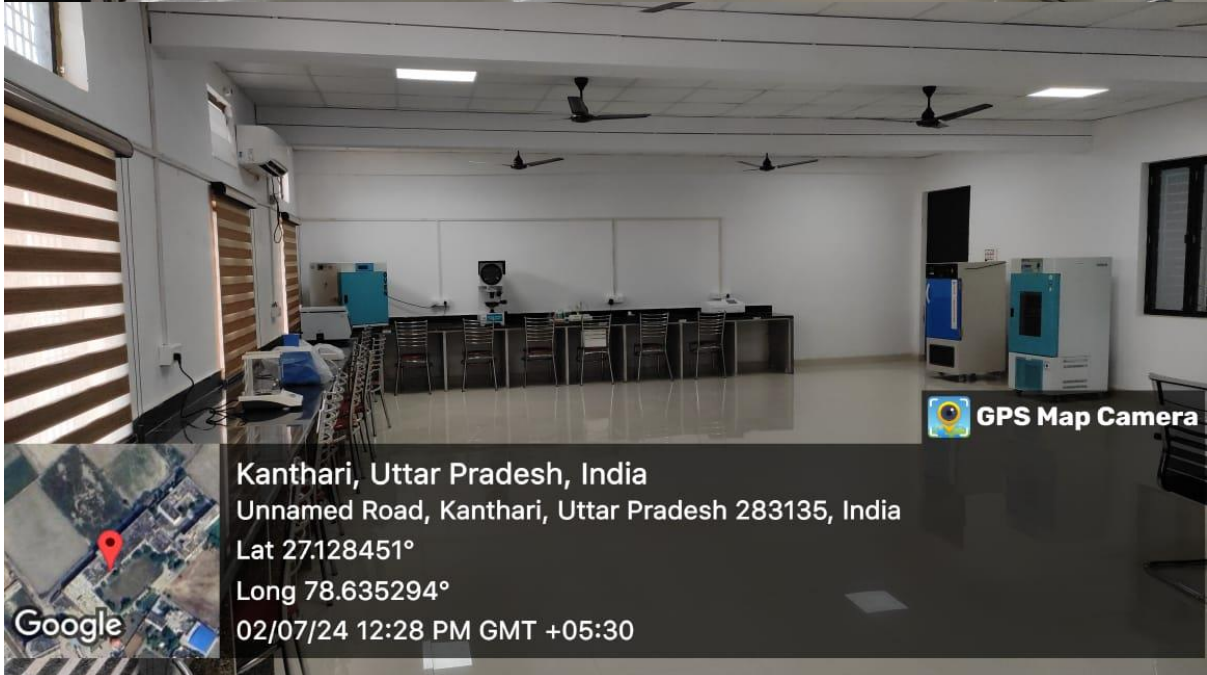 GPS Map Camera
Kanthari, Uttar Pradesh, India
Unnamed Road, Kanthari, Uttar Pradesh 283135, India
Lat 27.128451°
Long 78.635294°
02/07/24 12:28 PM GMT +05:30
Google